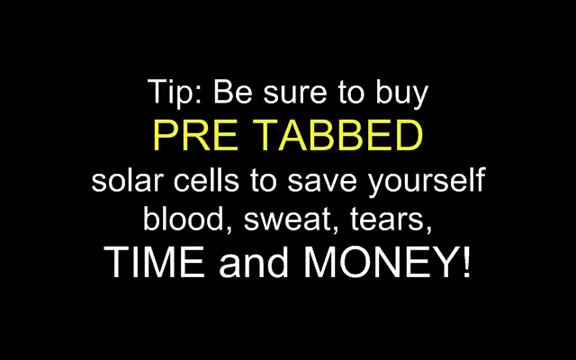 Tip: Be sure to buy
PRE TABBED
solar cells to save yourself
blood, sweat, tears,
TIME and MONEY!